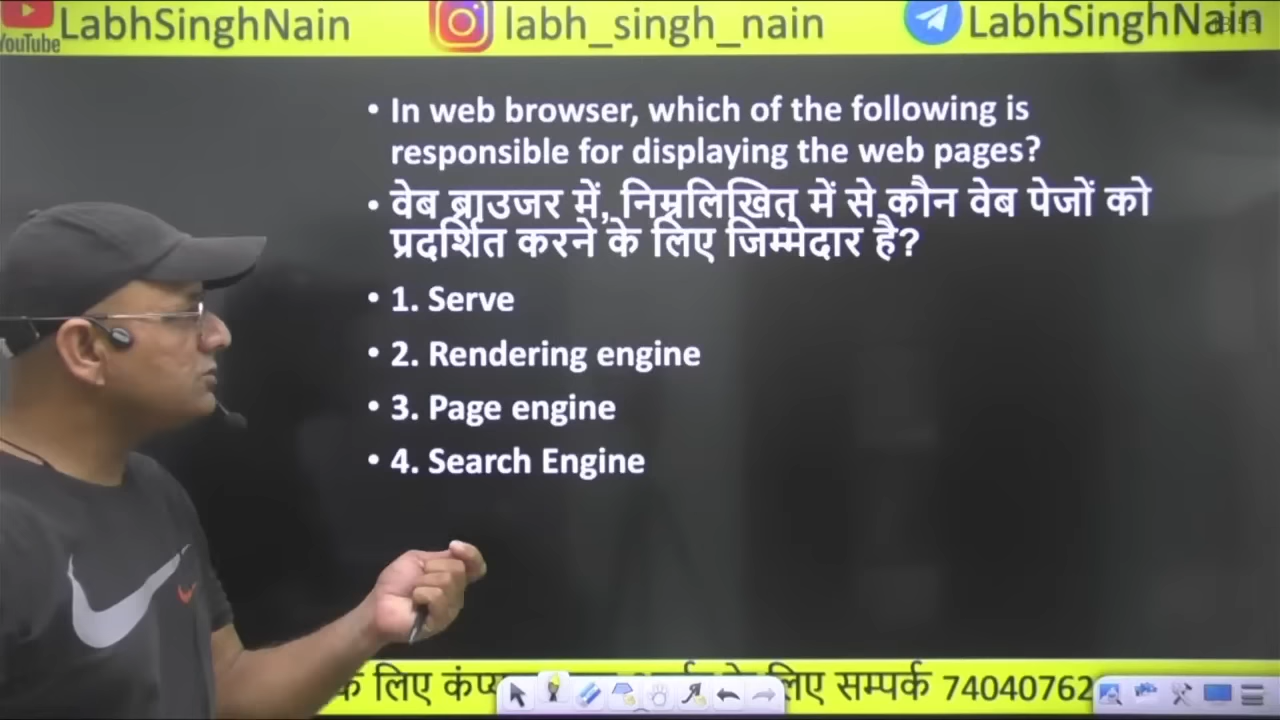 YouTube LabhSinghNain labh_singh_nain LabhSinghNain
• In web browser, which of the following is
responsible for displaying the web pages?
• वेब ब्राउजर में, निम्नलिखित में से कौन वेब पेजों को
प्रदर्शित करने के लिए जिम्मेदार है?
• 1. Serve
• 2. Rendering engine
• 3. Page engine
• 4. Search Engine
के लिए लिए सम्पर्क 74040762